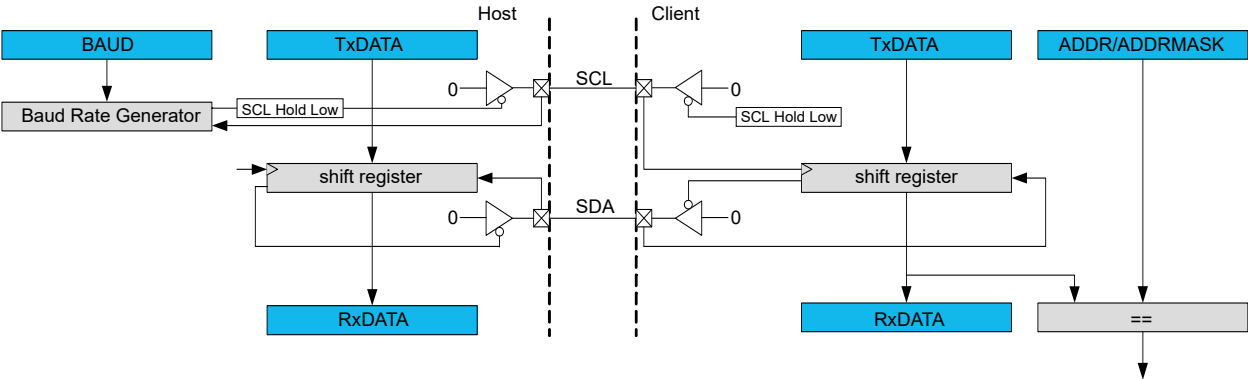 Host
Client
BAUD
TxDATA
TxDATA
ADDR/ADDRMASK
SCL
0
0
Baud Rate Generator
SCL Hold Low
SCL Hold Low
shift register
shift register
SDA
0
0
RxDATA
RxDATA
==